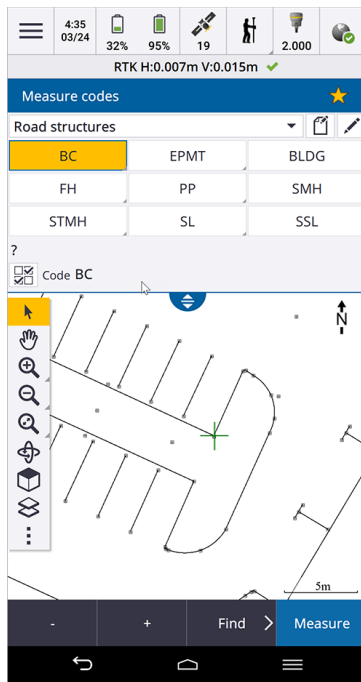 4:35
03/24
32%
95%
19
2.000
RTK H:0.007m V:0.015m
Measure codes
Road structures
BC EPMT BLDG
FH PP SMH
STMH SL SSL
?
Code BC
N
5m
- + Find Measure